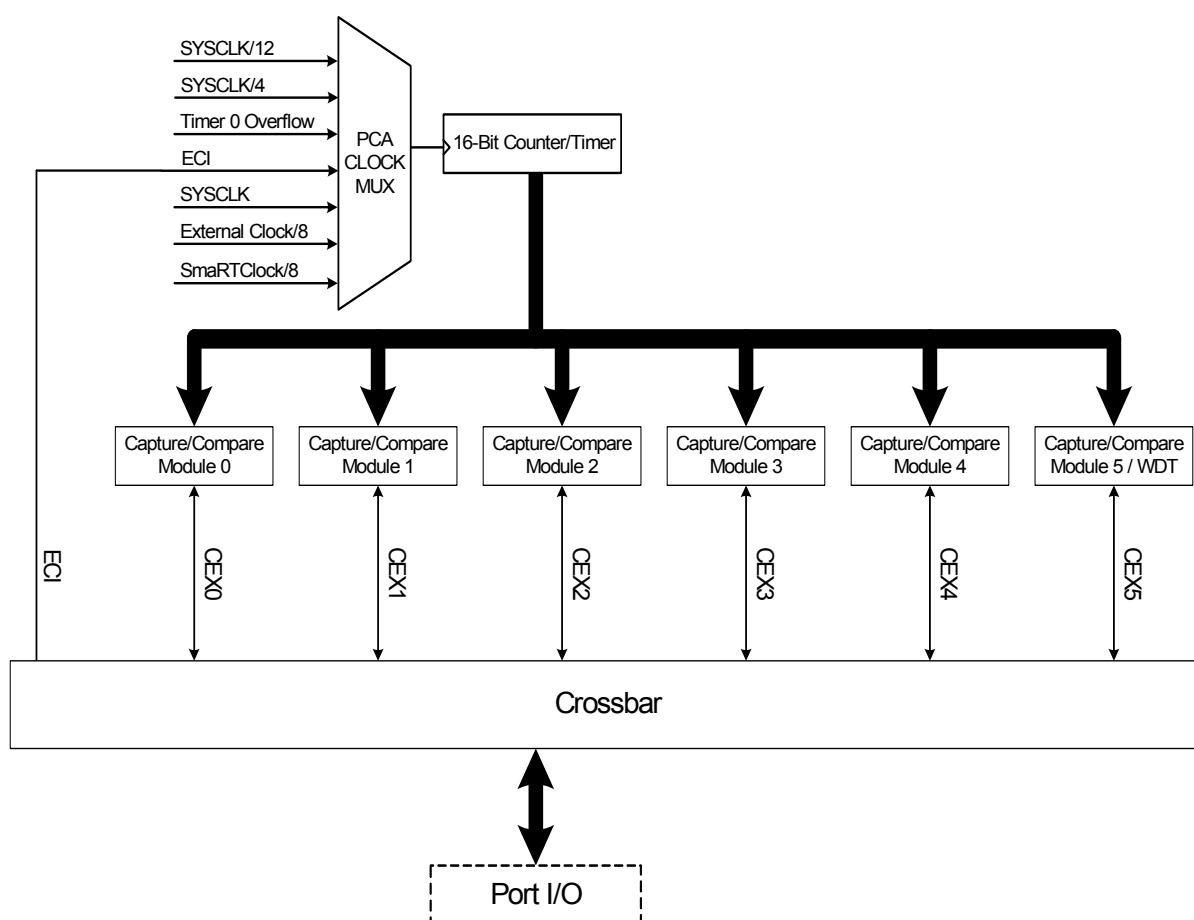 SYSCLK/12
SYSCLK/4
Timer 0 Overflow
ECI
SYSCLK
External Clock/8
SmaRTClock/8
PCA
CLOCK
MUX
16-Bit Counter/Timer
Capture/Compare
Module 0
Capture/Compare
Module 1
Capture/Compare
Module 2
Capture/Compare
Module 3
Capture/Compare
Module 4
Capture/Compare
Module 5 / WDT
ECI
CEX0
CEX1
CEX2
CEX3
CEX4
CEX5
Crossbar
Port I/O